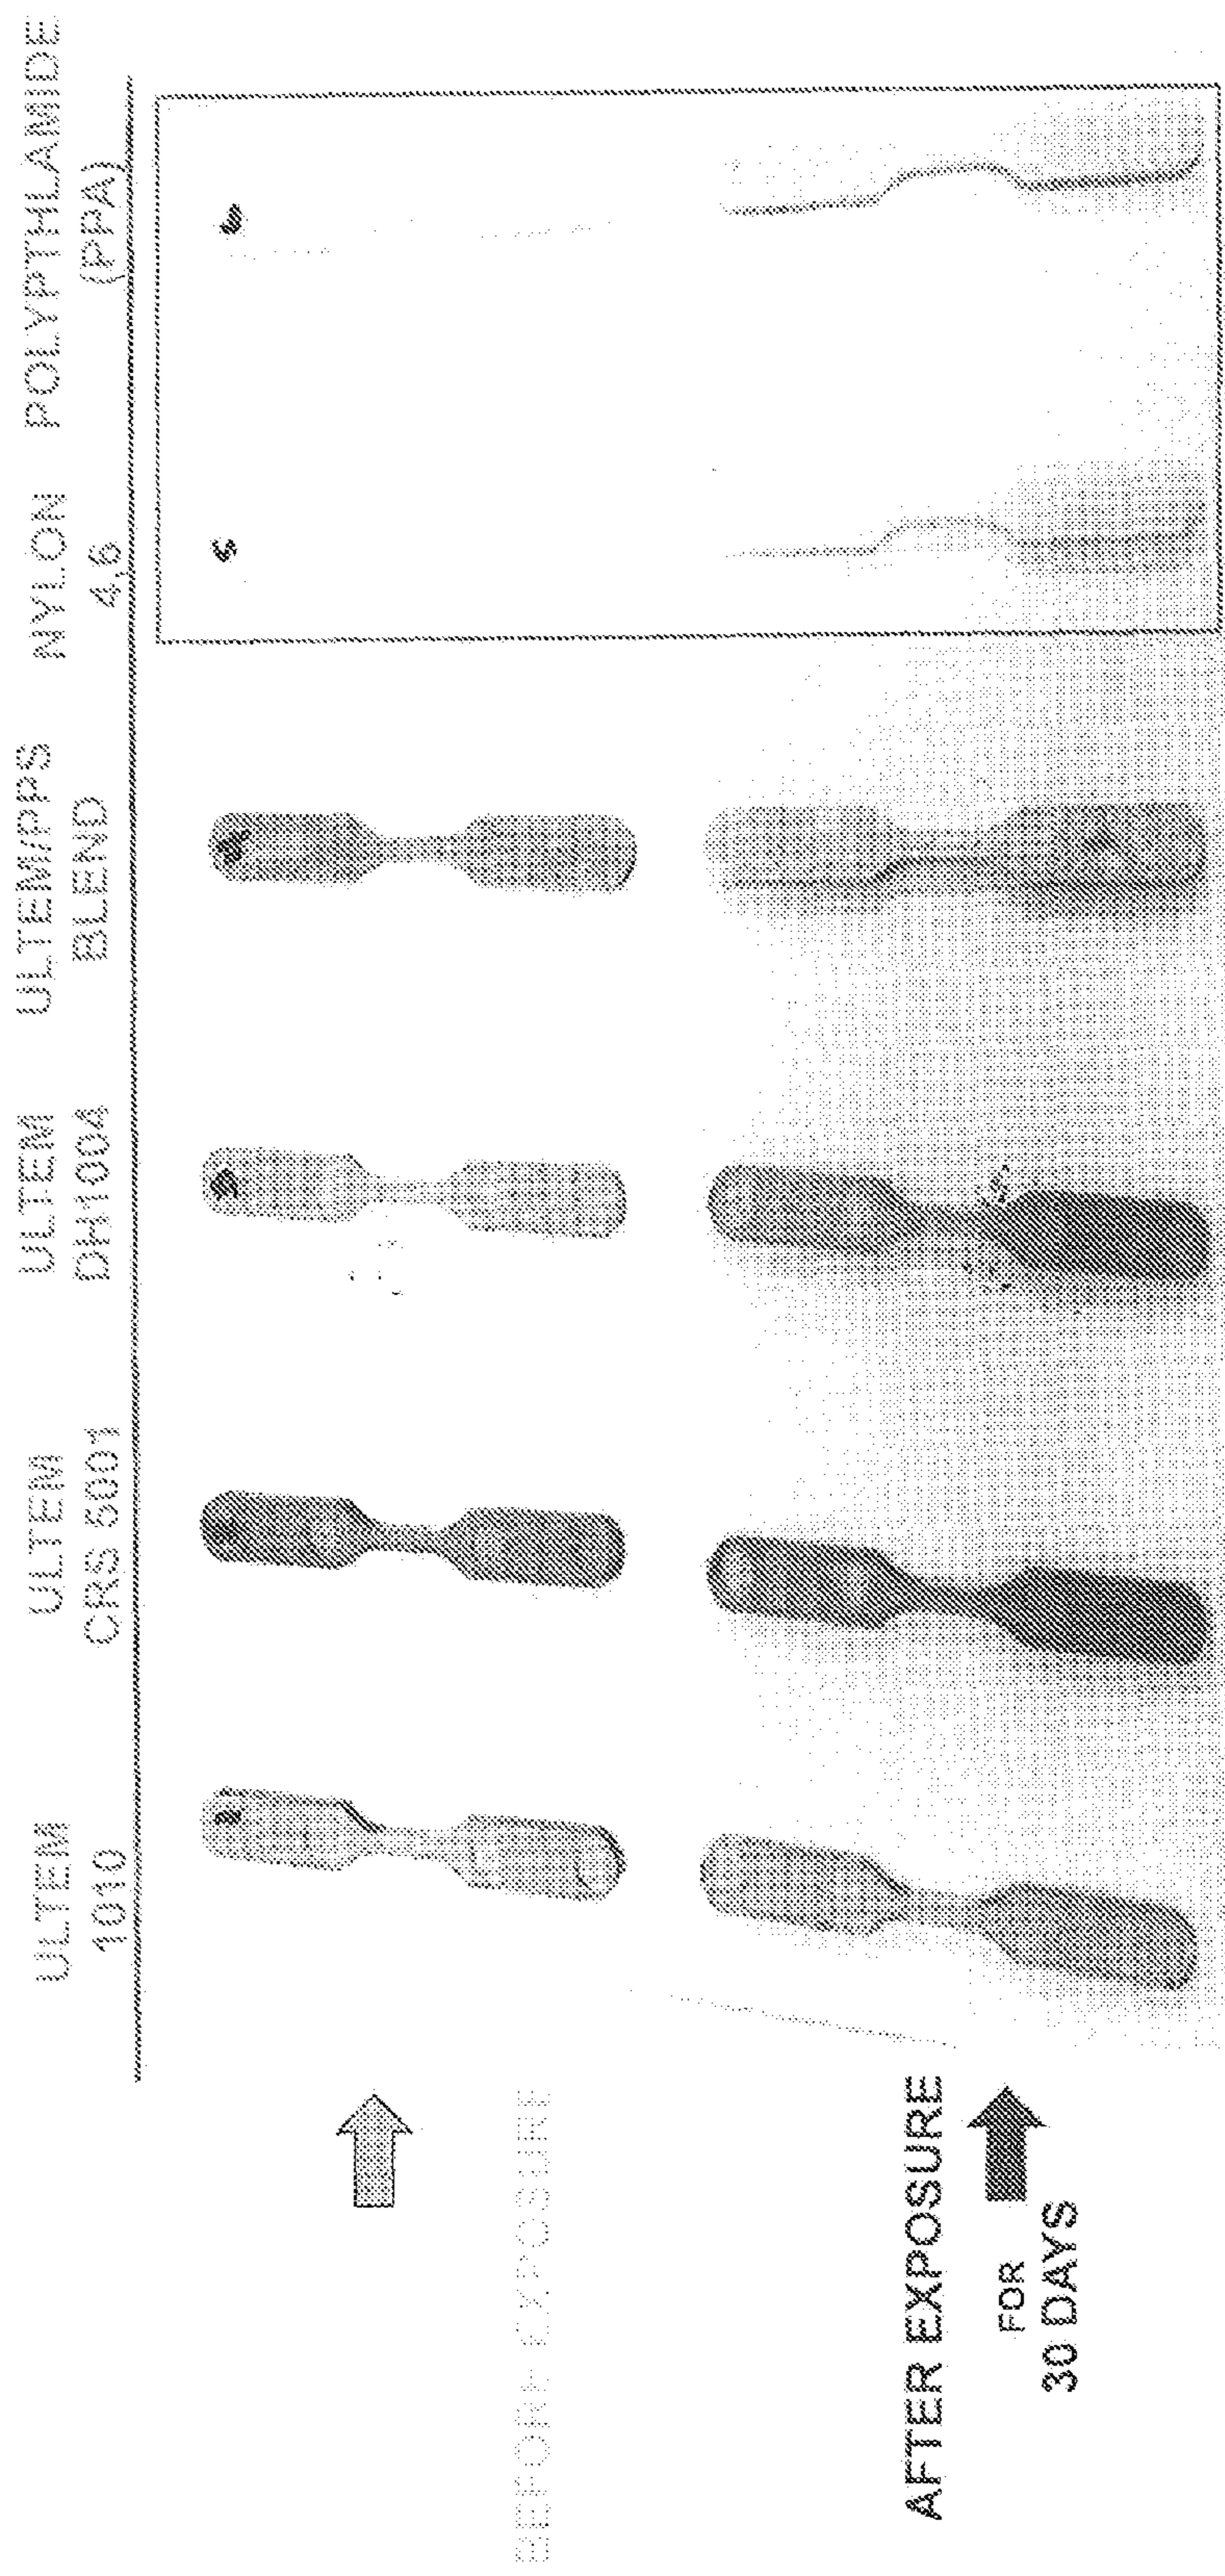 ULTEM
1010
ULTEM
CRS 5001
ULTEM
DH1004
ULTEM/PPS
BLEND
NYLON
4,6
POLYPTHLAMIDE
(PPA)
BEFORE EXPOSURE
AFTER EXPOSURE
FOR
30 DAYS